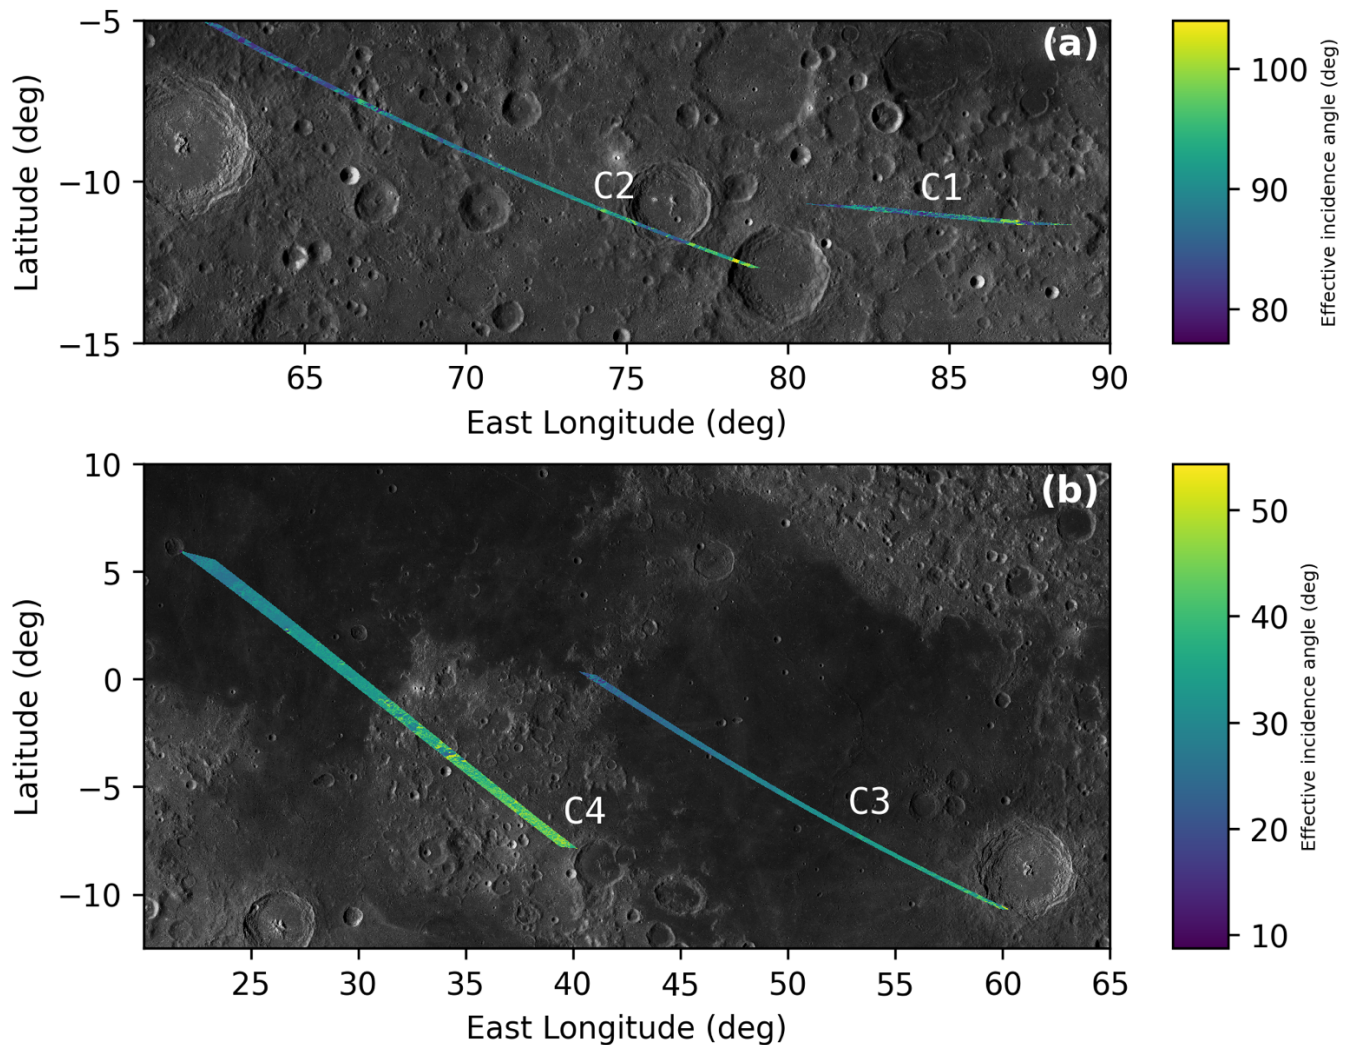 (a)
−5
−10
−15
Latitude (deg)
C2
C1
65
70
75
80
85
90
East Longitude (deg)
100
90
80
Effective incidence angle (deg)
(b)
10
5
0
−5
−10
Latitude (deg)
C4
C3
25
30
35
40
45
50
55
60
65
East Longitude (deg)
50
40
30
20
10
Effective incidence angle (deg)